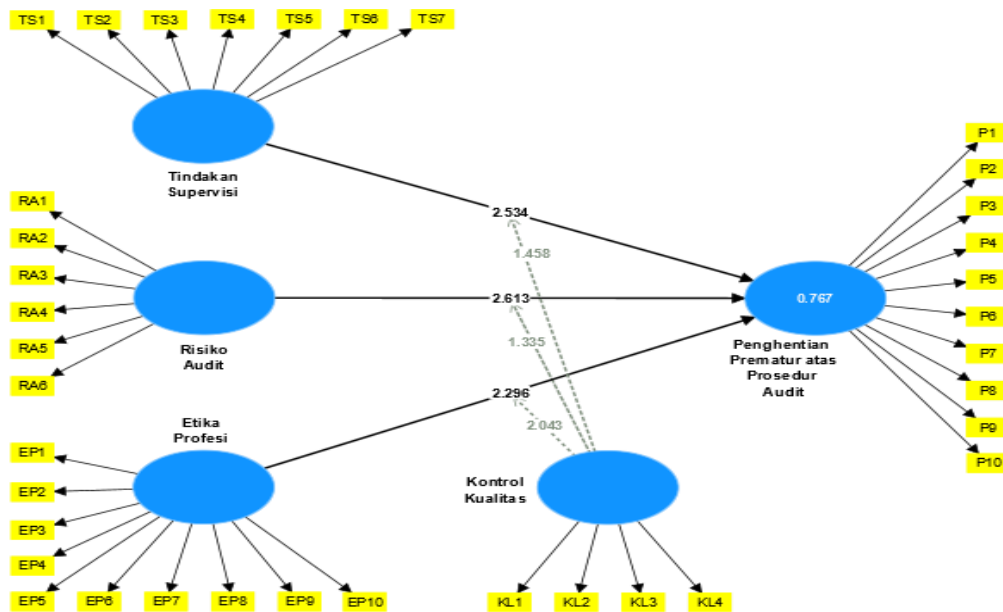 TS1
TS2
TS3
TS4
TS5
TS6
TS7
Tindakan
Supervisi
RA1
RA2
RA3
RA4
RA5
RA6
Risiko
Audit
Etika
Profesi
EP1
EP2
EP3
EP4
EP5
EP6
EP7
EP8
EP9
EP10
2.534
1.458
2.613
1.335
2.296
2.043
Kontrol
Kualitas
KL1
KL2
KL3
KL4
0.767
Penghentian
Prematur atas
Prosedur
Audit
P1
P2
P3
P4
P5
P6
P7
P8
P9
P10